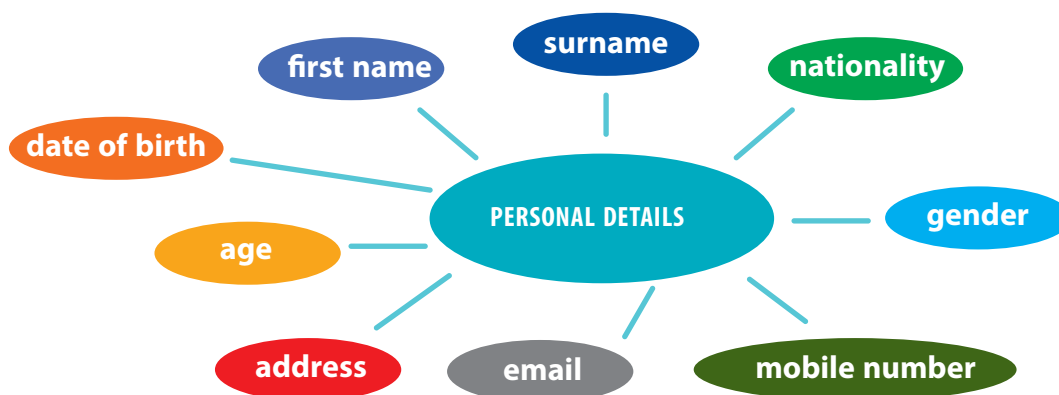 surname
first name
nationality
date of birth
PERSONAL DETAILS
gender
age
address
email
mobile number